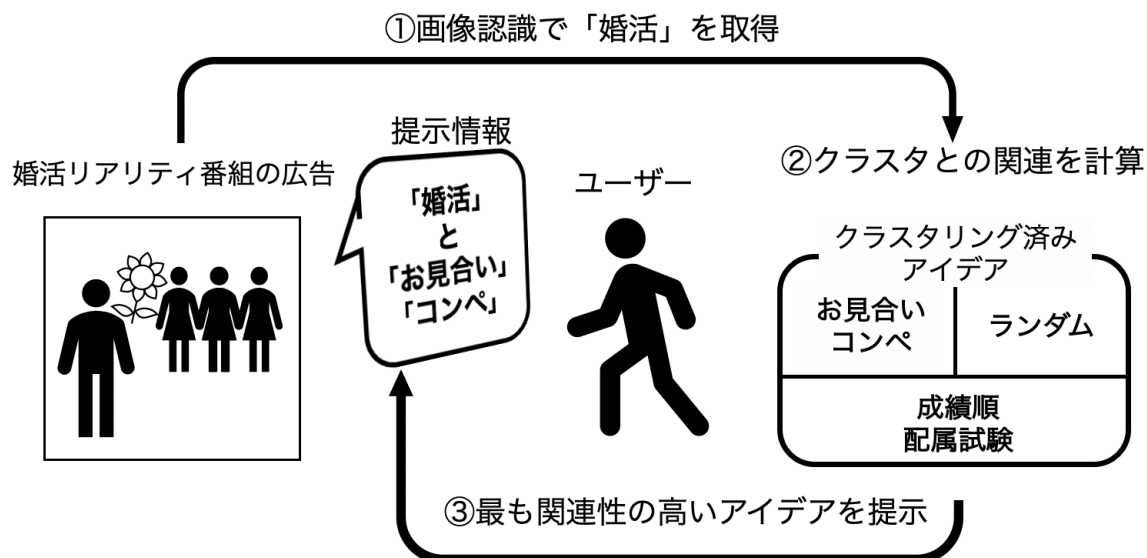 ①画像認識で「婚活」を取得
提示情報
婚活リアリティ番組の広告
「婚活」
と
「お見合い」
「コンペ」
ユーザー
②クラスタとの関連を計算
クラスタリング済み
アイデア
お見合い
コンペ
ランダム
成績順
配属試験
③最も関連性の高いアイデアを提示